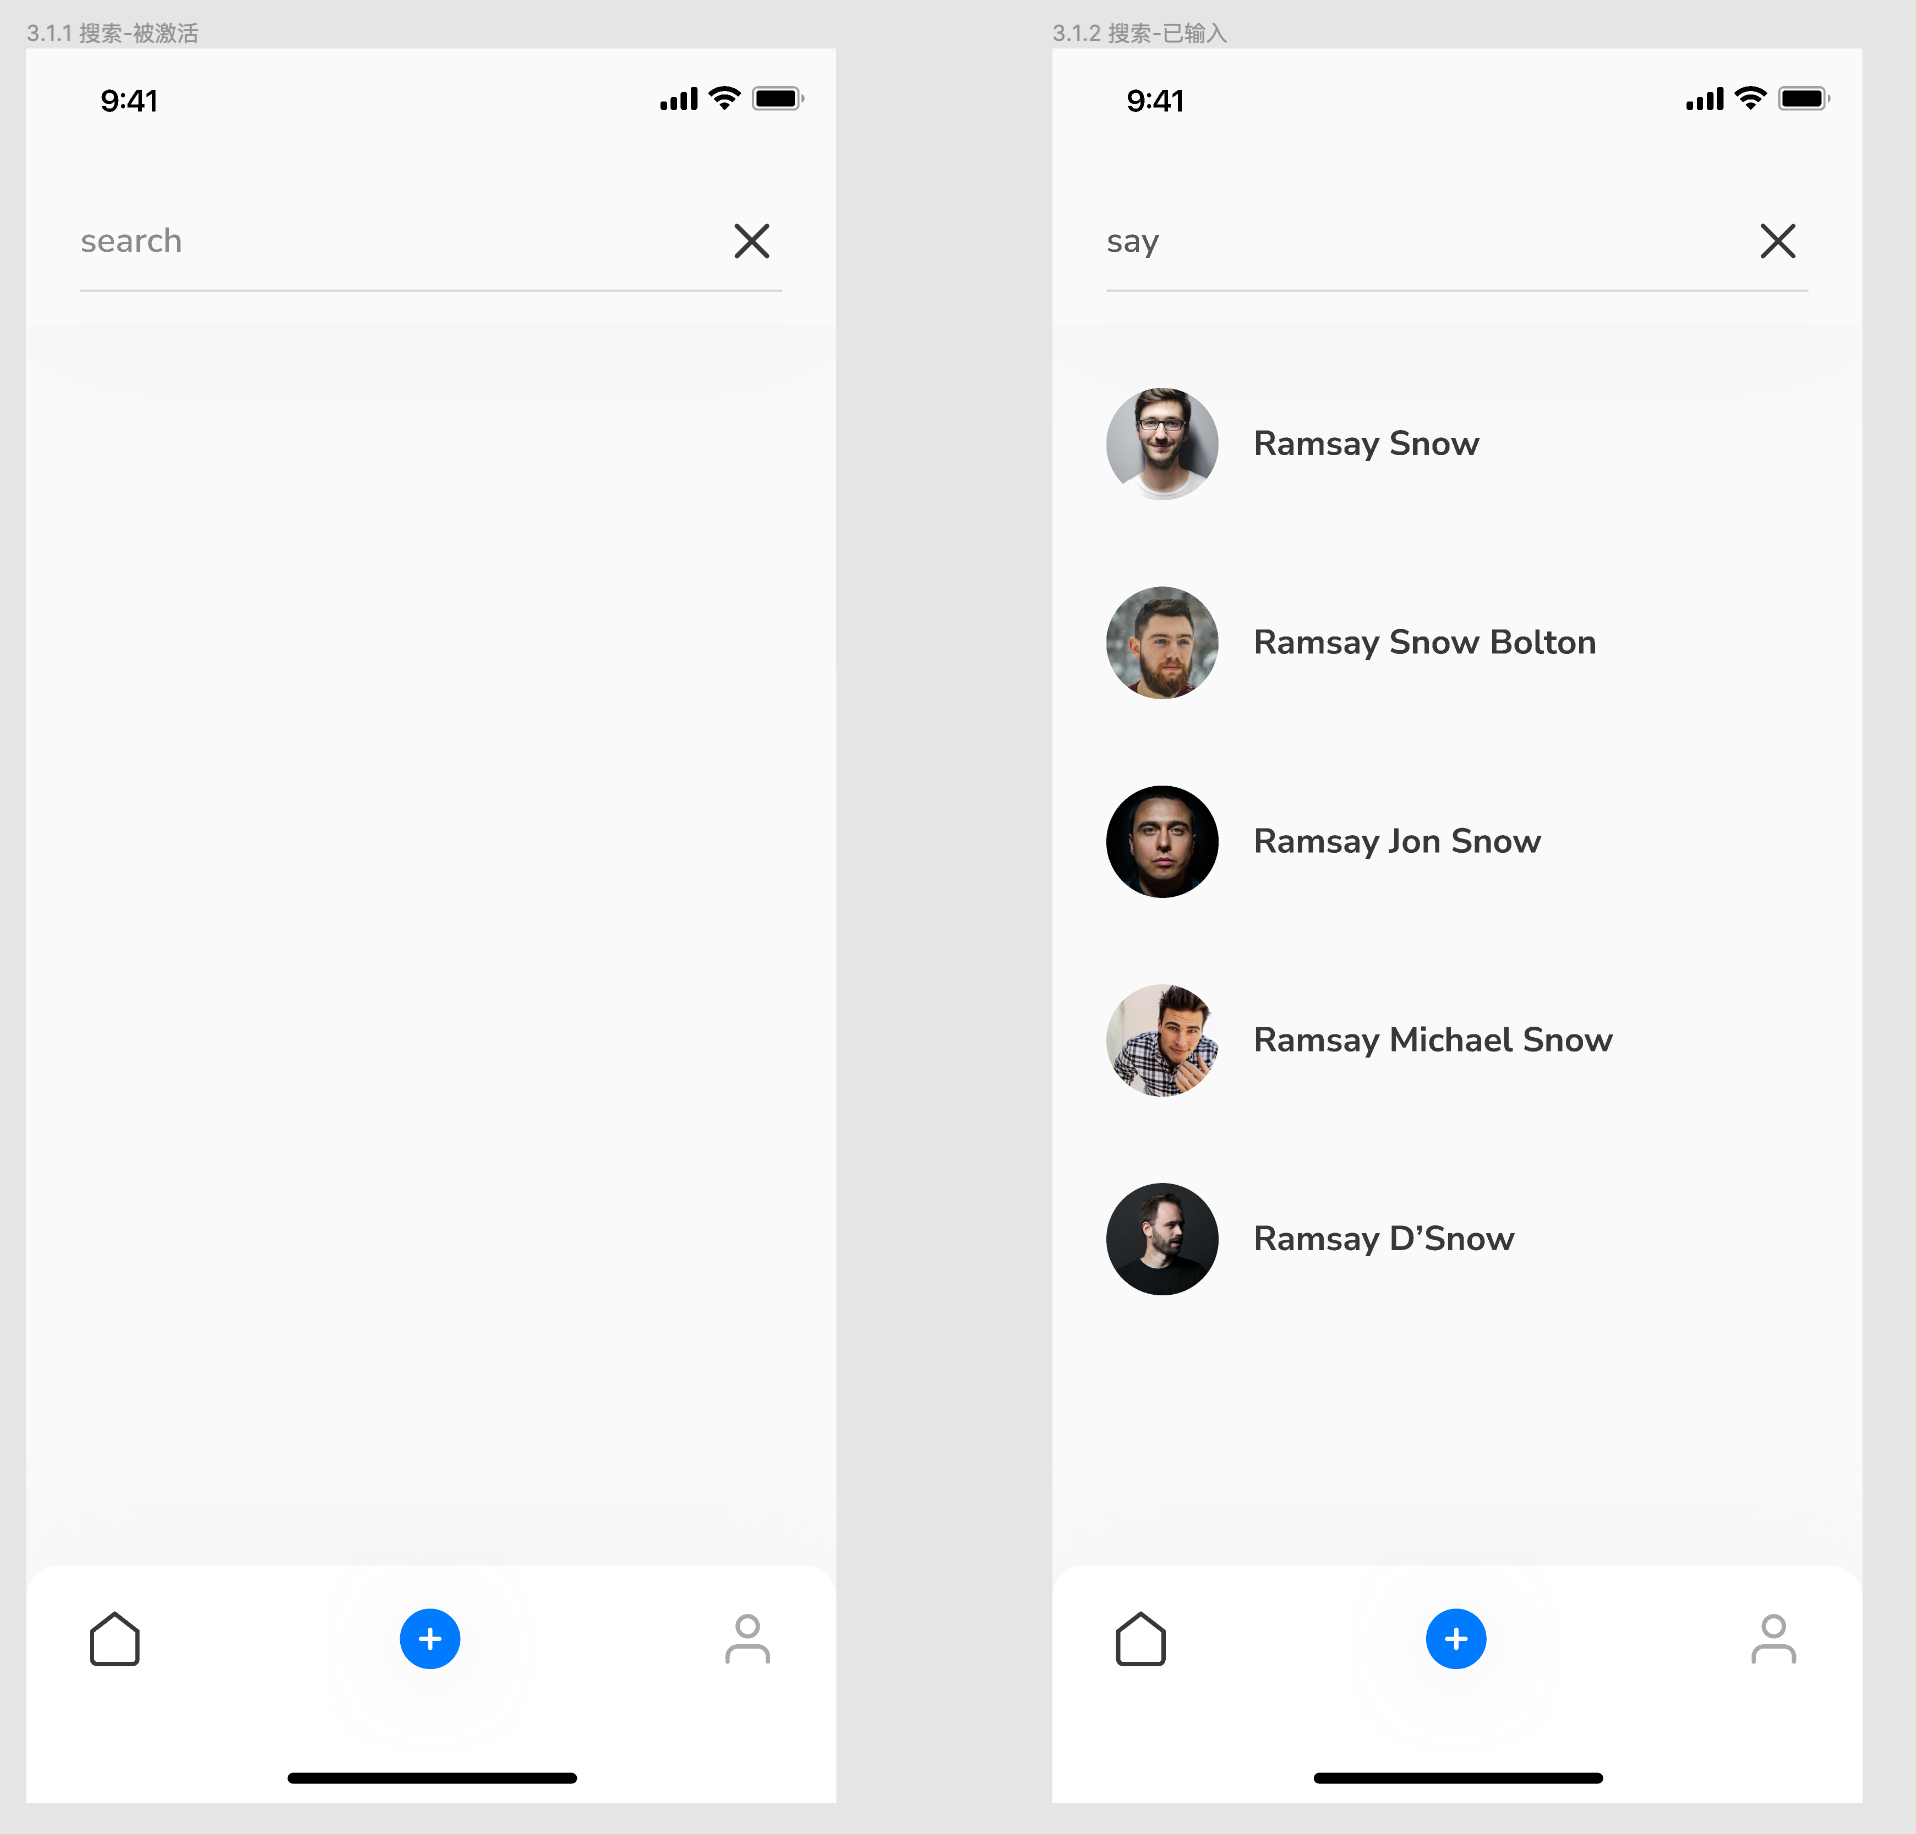 3.1.1 搜索-被激活
9:41
search
3.1.2 搜索-已输入
9:41
say
Ramsay Snow
Ramsay Snow Bolton
Ramsay Jon Snow
Ramsay Michael Snow
Ramsay D’Snow